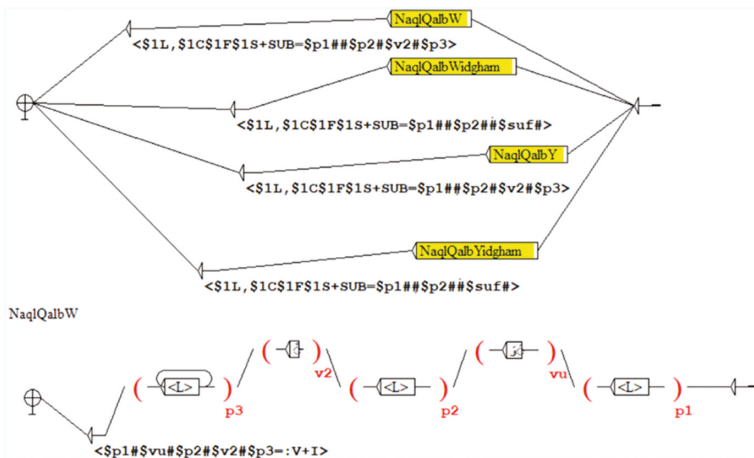 NaqlQalbW
<$1L,$1C$1F$1S+SUB=$p1##$p2#$v2#$p3>
NaqlQalbWidgham
<$1L,$1C$1F$1S+SUB=$p1##$p2##$suf#>
NaqlQalbY
<$1L,$1C$1F$1S+SUB=$p1##$p2#$v2#$p3>
NaqlQalbYidgham
<$1L,$1C$1F$1S+SUB=$p1##$p2##$suf#>
NaqlQalbW
( <L> ) p3 ( ) v2 ( <L> ) p2 ( ) vu ( <L> ) p1
<$p1#$vu#$p2#$v2#$p3=:V+I>